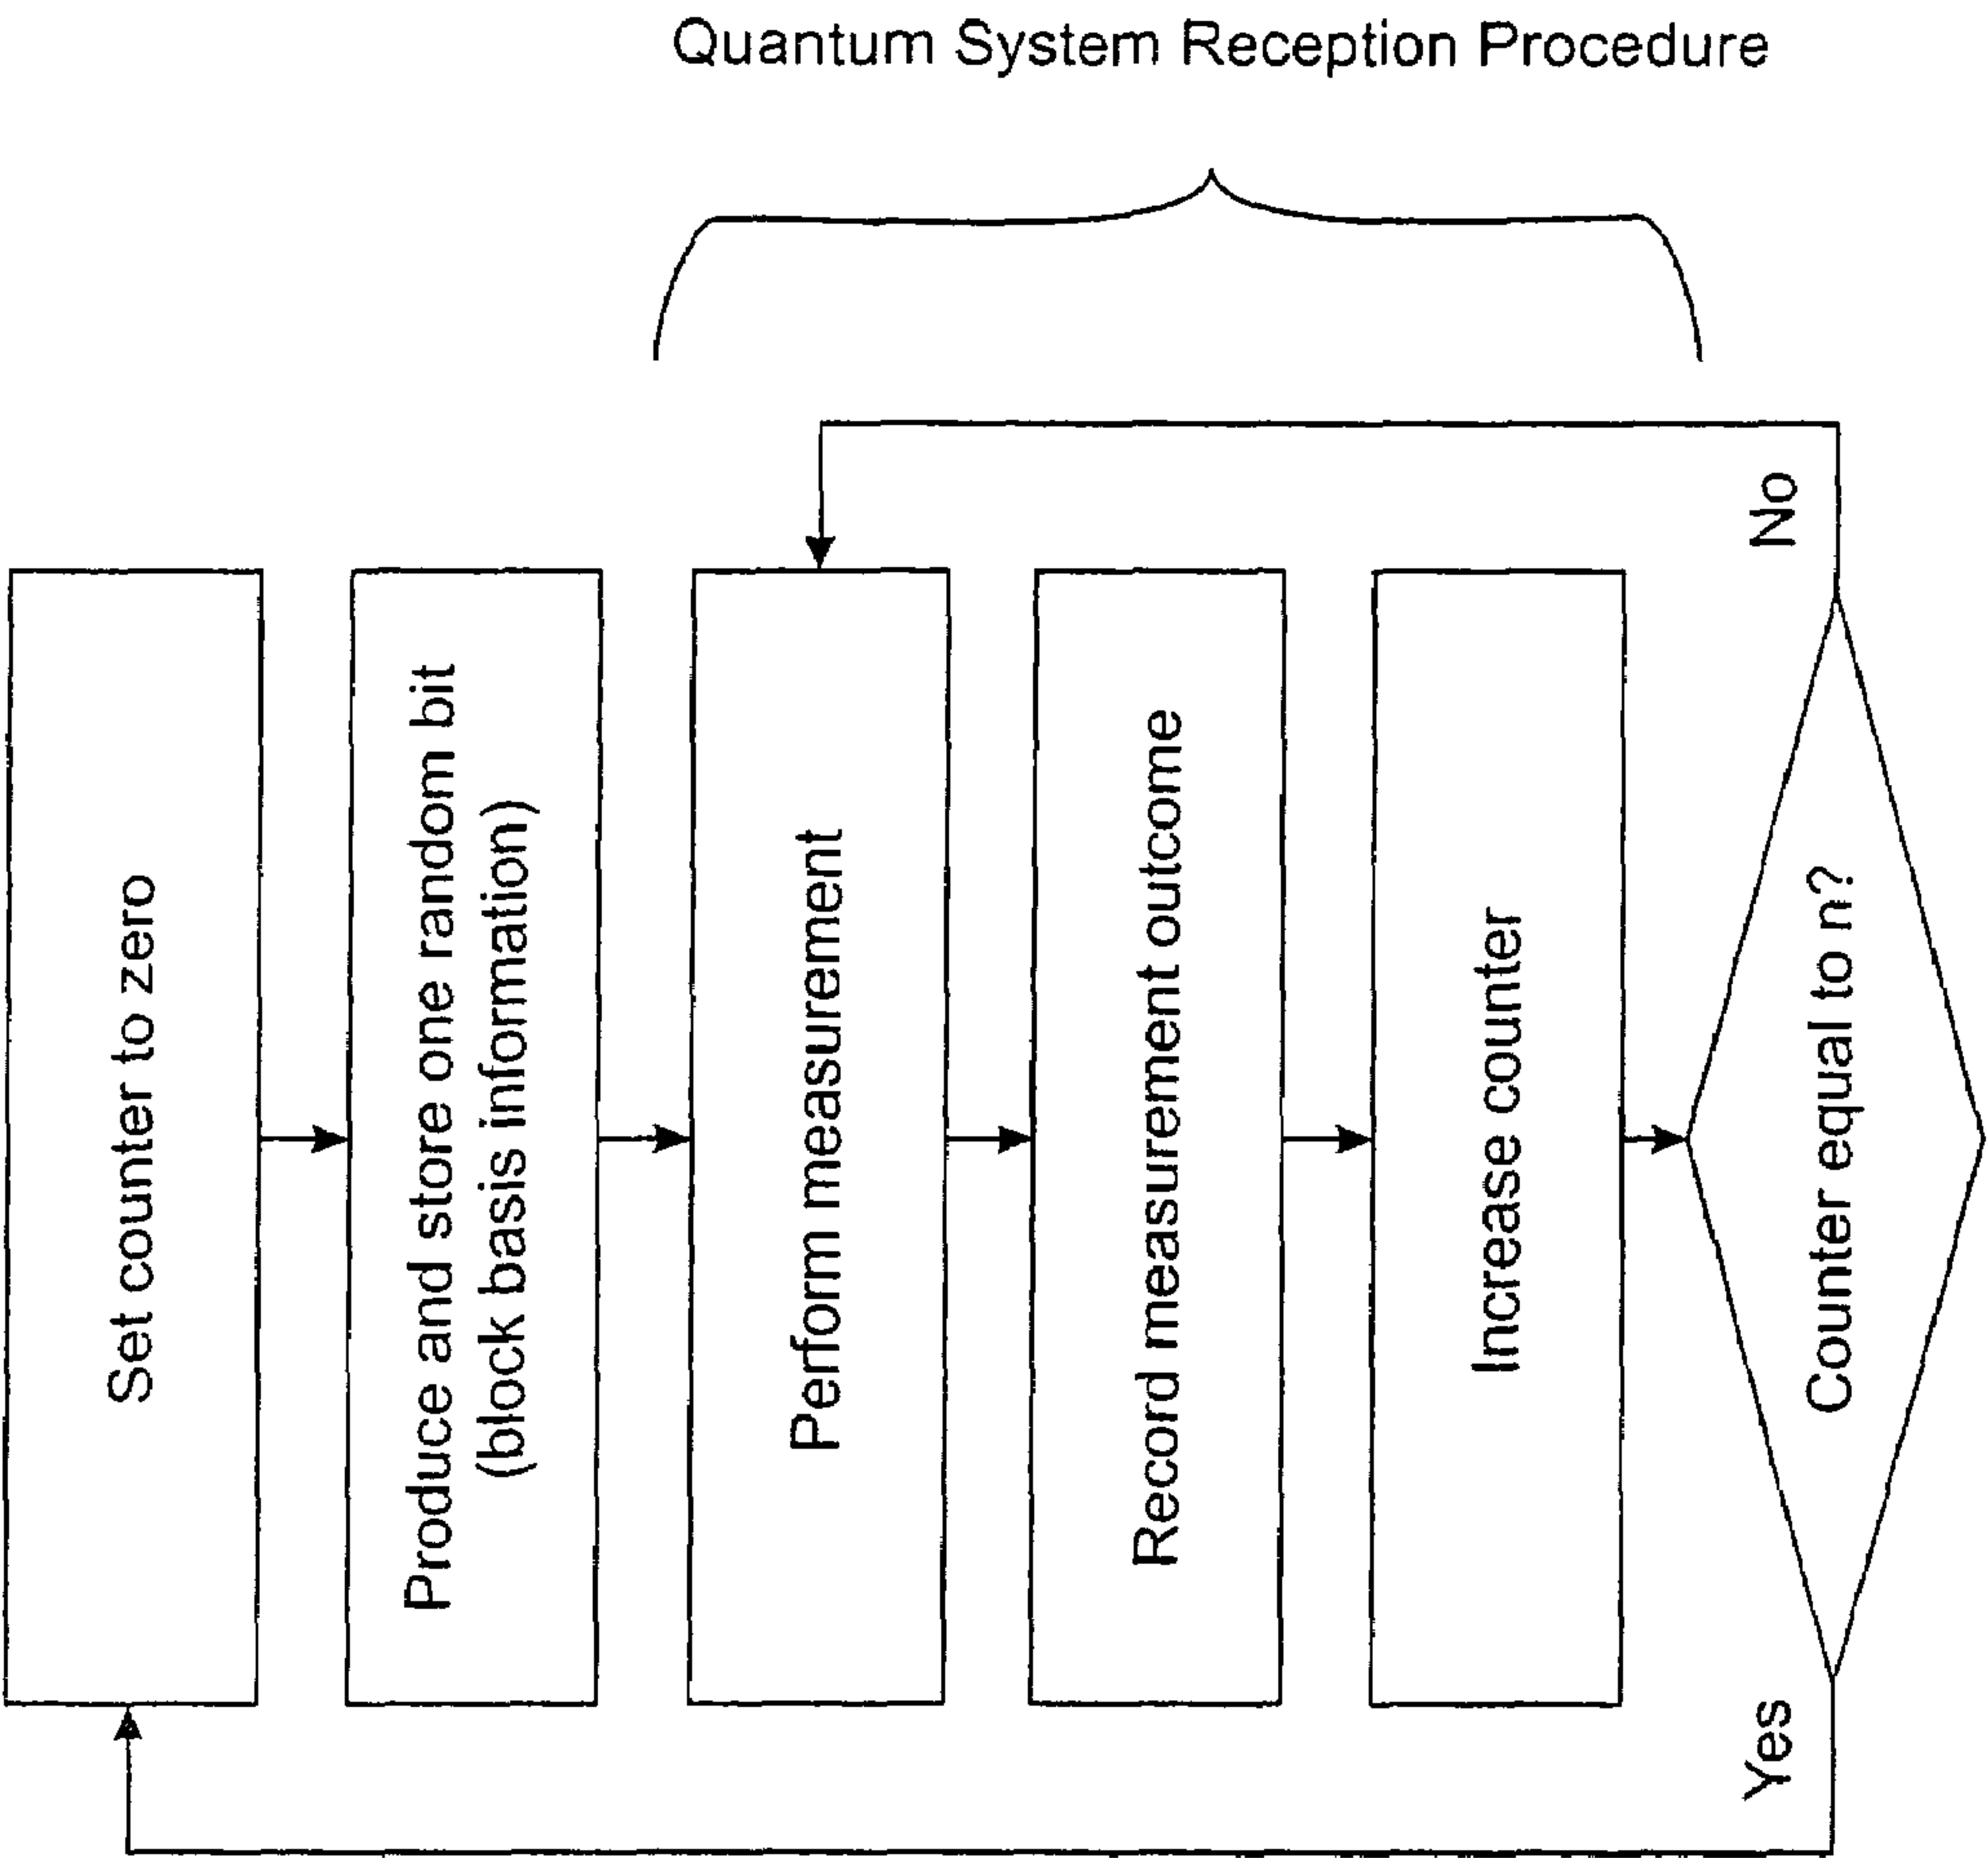 Quantum System Reception Procedure
Set counter to zero
Produce and store one random bit
(block basis information)
Perform measurement
Record measurement outcome
Increase counter
Counter equal to n?
No
Yes